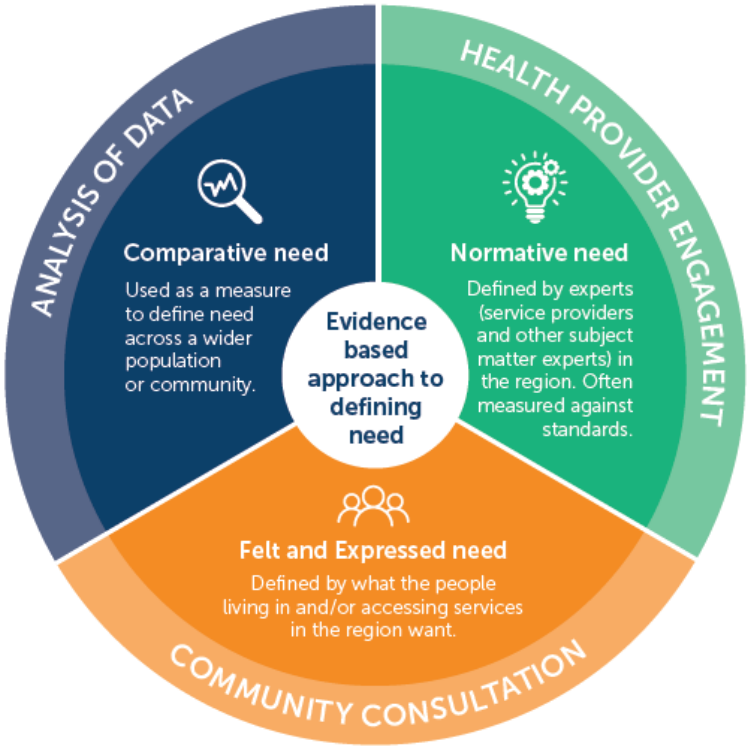 ANALYSIS OF DATA
HEALTH PROVIDER ENGAGEMENT
Comparative need
Used as a measure
to define need
across a wider
population
or community.
Normative need
Defined by experts
(service providers
and other subject
matter experts) in
the region. Often
measured against
standards.
Evidence
based
approach to
defining
need
Felt and Expressed need
Defined by what the people
living in and/or accessing services
in the region want.
COMMUNITY CONSULTATION